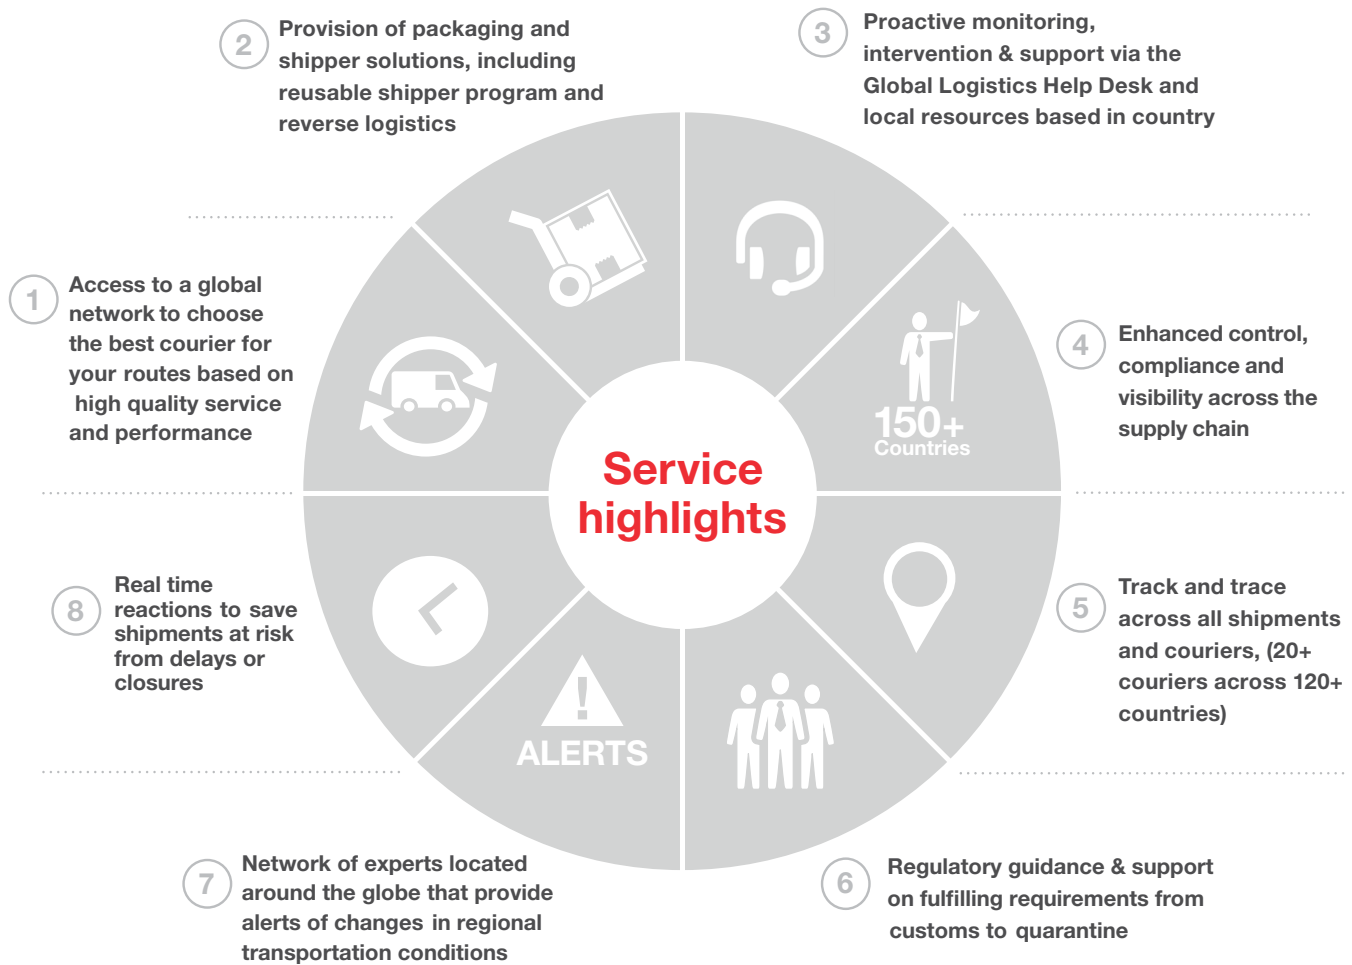 2
Provision of packaging and
shipper solutions, including
reusable shipper program and
reverse logistics
3
Proactive monitoring,
intervention & support via the
Global Logistics Help Desk and
local resources based in country
1
Access to a global
network to choose
the best courier for
your routes based on
high quality service
and performance
4
Enhanced control,
compliance and
visibility across the
supply chain
150+
Countries
Service
highlights
8
Real time
reactions to save
shipments at risk
from delays or
closures
5
Track and trace
across all shipments
and couriers, (20+
couriers across 120+
countries)
ALERTS
7
Network of experts located
around the globe that provide
alerts of changes in regional
transportation conditions
6
Regulatory guidance & support
on fulfilling requirements from
customs to quarantine